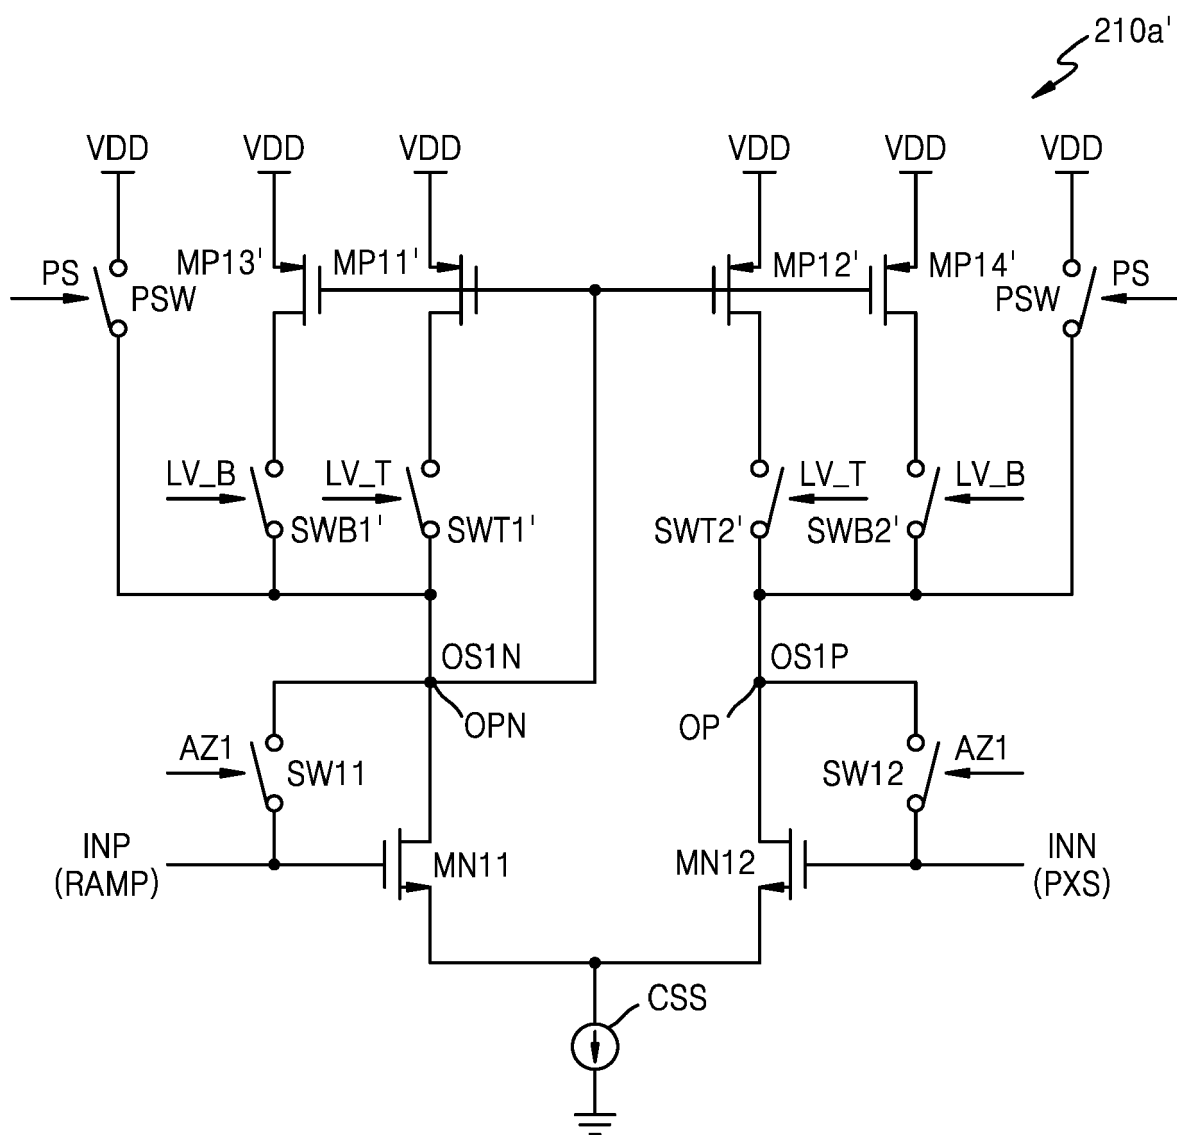 210a'
VDD VDD VDD VDD VDD VDD
PS PSW MP13' MP11' MP12' MP14' PSW PS
LV_B LV_T LV_T LV_B
SWB1' SWT1' SWT2' SWB2'
OS1N OS1P
OPN OP
AZ1 SW11 SW12 AZ1
INP MN11 MN12 INN
(RAMP) (PXS)
CSS